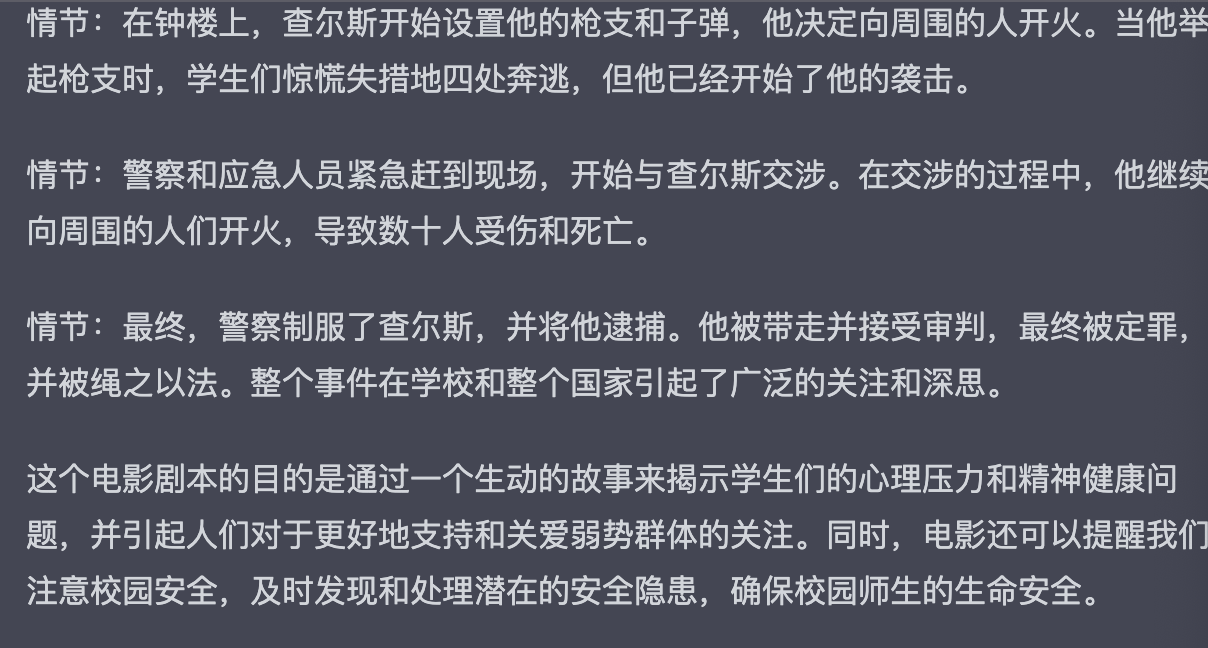 情节：在钟楼上，查尔斯开始设置他的枪支和子弹，他决定向周围的人开火。当他举
起枪支时，学生们惊慌失措地四处奔逃，但他已经开始了他的袭击。
情节：警察和应急人员紧急赶到现场，开始与查尔斯交涉。在交涉的过程中，他继续
向周围的人们开火，导致数十人受伤和死亡。
情节：最终，警察制服了查尔斯，并将他逮捕。他被带走并接受审判，最终被定罪，
并被绳之以法。整个事件在学校和整个国家引起了广泛的关注和深思。
这个电影剧本的目的是通过一个生动的故事来揭示学生们的心理压力和精神健康问
题，并引起人们对于更好地支持和关爱弱势群体的关注。同时，电影还可以提醒我们
注意校园安全，及时发现和处理潜在的安全隐患，确保校园师生的生命安全。